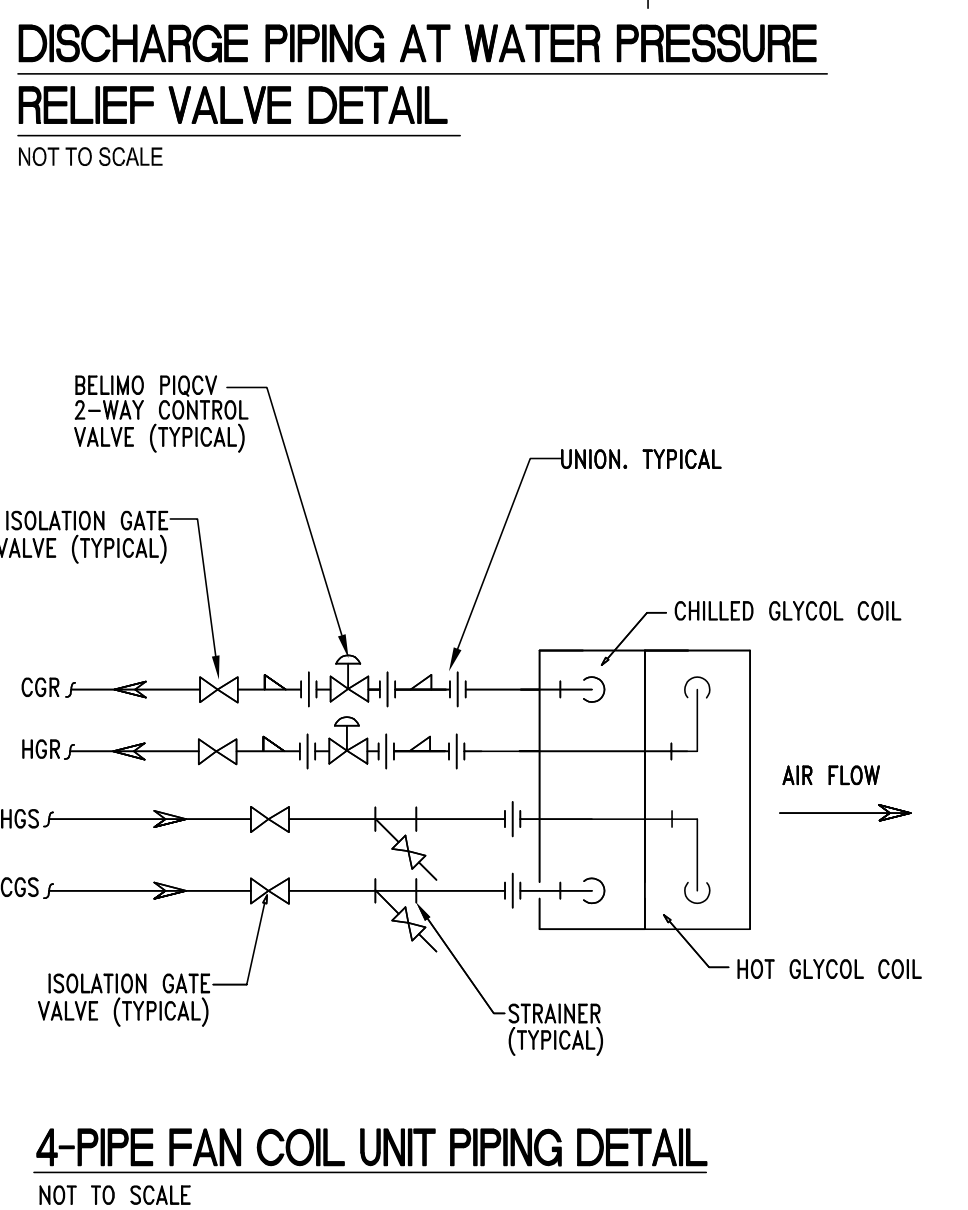 DISCHARGE PIPING AT WATER PRESSURE
RELIEF VALVE DETAIL
NOT TO SCALE
BELIMO PIQCV
2-WAY CONTROL
VALVE (TYPICAL)
UNION. TYPICAL
ISOLATION GATE
VALVE (TYPICAL)
CHILLED GLYCOL COIL
CGR
HGR
AIR FLOW
HGS
CGS
HOT GLYCOL COIL
ISOLATION GATE
VALVE (TYPICAL)
STRAINER
(TYPICAL)
4-PIPE FAN COIL UNIT PIPING DETAIL
NOT TO SCALE